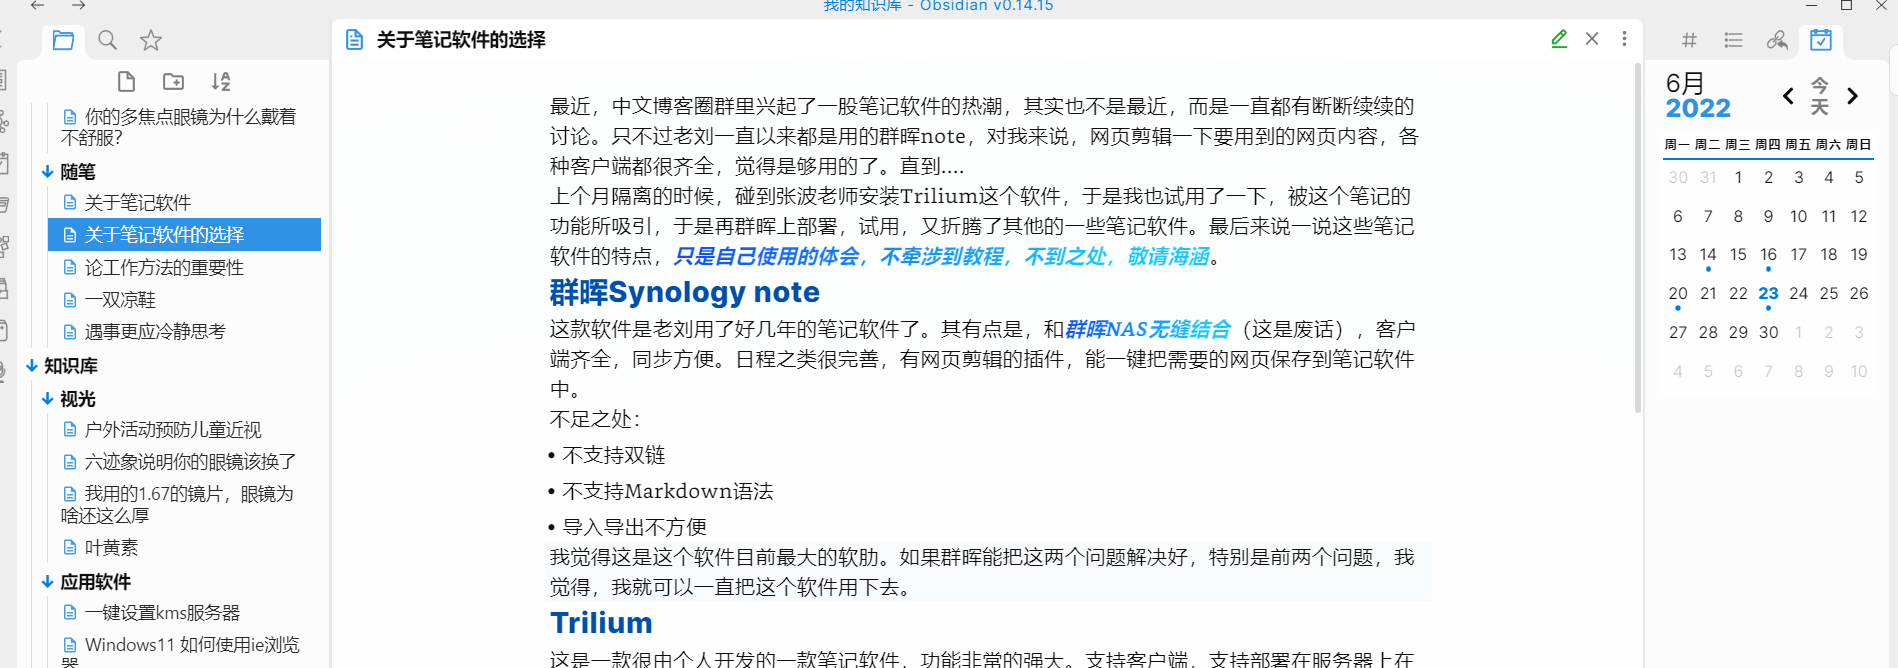 我的知识库 - Obsidian v0.14.15
你的多焦点眼镜为什么戴着
不舒服？
随笔
关于笔记软件
关于笔记软件的选择
论工作方法的重要性
一双凉鞋
遇事更应冷静思考
知识库
视光
户外活动预防儿童近视
六迹象说明你的眼镜该换了
我用的1.67的镜片，眼镜为
啥还这么厚
叶黄素
应用软件
一键设置kms服务器
Windows11 如何使用ie浏览
器
关于笔记软件的选择
最近，中文博客圈群里兴起了一股笔记软件的热潮，其实也不是最近，而是一直都有断断续续的
讨论。只不过老刘一直以来都是用的群晖note，对我来说，网页剪辑一下要用到的网页内容，各
种客户端都很齐全，觉得是够用的了。直到....
上个月隔离的时候，碰到张波老师安装Trilium这个软件，于是我也试用了一下，被这个笔记的
功能所吸引，于是再群晖上部署，试用，又折腾了其他的一些笔记软件。最后来说一说这些笔记
软件的特点，只是自己使用的体会，不牵涉到教程，不到之处，敬请海涵。
群晖Synology note
这款软件是老刘用了好几年的笔记软件了。其有点是，和群晖NAS无缝结合（这是废话），客户
端齐全，同步方便。日程之类很完善，有网页剪辑的插件，能一键把需要的网页保存到笔记软件
中。
不足之处：
• 不支持双链
• 不支持Markdown语法
• 导入导出不方便
我觉得这是这个软件目前最大的软肋。如果群晖能把这两个问题解决好，特别是前两个问题，我
觉得，我就可以一直把这个软件用下去。
Trilium
这是一款很由个人开发的一款笔记软件，功能非常的强大。支持客户端，支持部署在服务器上在
6月
2022
今
天
周一 周二 周三 周四 周五 周六 周日
30 31 1 2 3 4 5
6 7 8 9 10 11 12
13 14 15 16 17 18 19
20 21 22 23 24 25 26
27 28 29 30 1 2 3
4 5 6 7 8 9 10